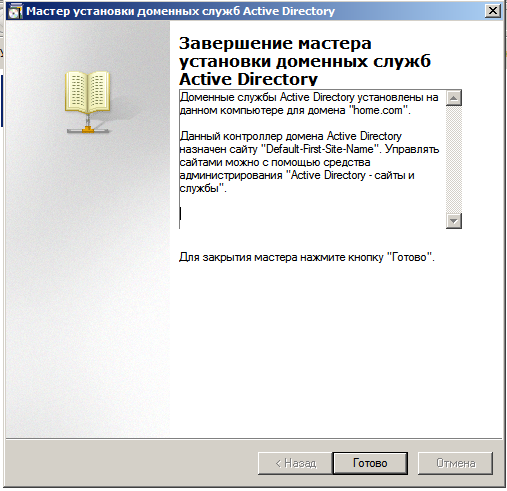 Мастер установки доменных служб Active Directory
Завершение мастера
установки доменных служб
Active Directory
Доменные службы Active Directory установлены на
данном компьютере для домена "home.com".
Данный контроллер домена Active Directory
назначен сайту "Default-First-Site-Name". Управлять
сайтами можно с помощью средства
администрирования "Active Directory - сайты и
службы".
Для закрытия мастера нажмите кнопку "Готово".
< Назад
Готово
Отмена